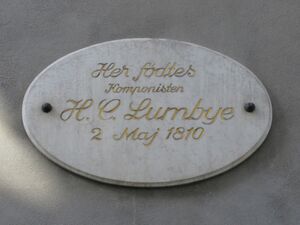 Her fødtes
Komponisten
H. C. Lumbye
2 Maj 1810